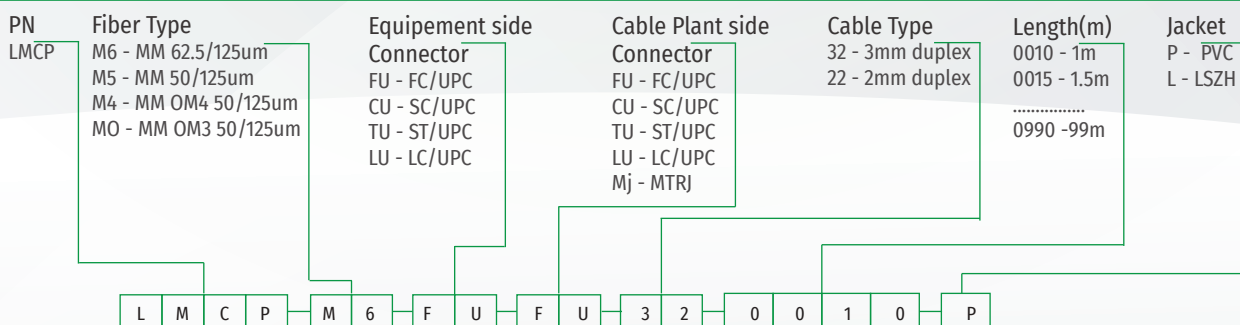 PN
LMCP
Fiber Type
M6 - MM 62.5/125um
M5 - MM 50/125um
M4 - MM OM4 50/125um
MO - MM OM3 50/125um
Equipement side
Connector
FU - FC/UPC
CU - SC/UPC
TU - ST/UPC
LU - LC/UPC
Cable Plant side
Connector
FU - FC/UPC
CU - SC/UPC
TU - ST/UPC
LU - LC/UPC
Mj - MTRJ
Cable Type
32 - 3mm duplex
22 - 2mm duplex
Length(m)
0010 - 1m
0015 - 1.5m
................
0990 -99m
Jacket
P - PVC
L - LSZH
L M C P M 6 F U F U 3 2 0 0 1 0 P